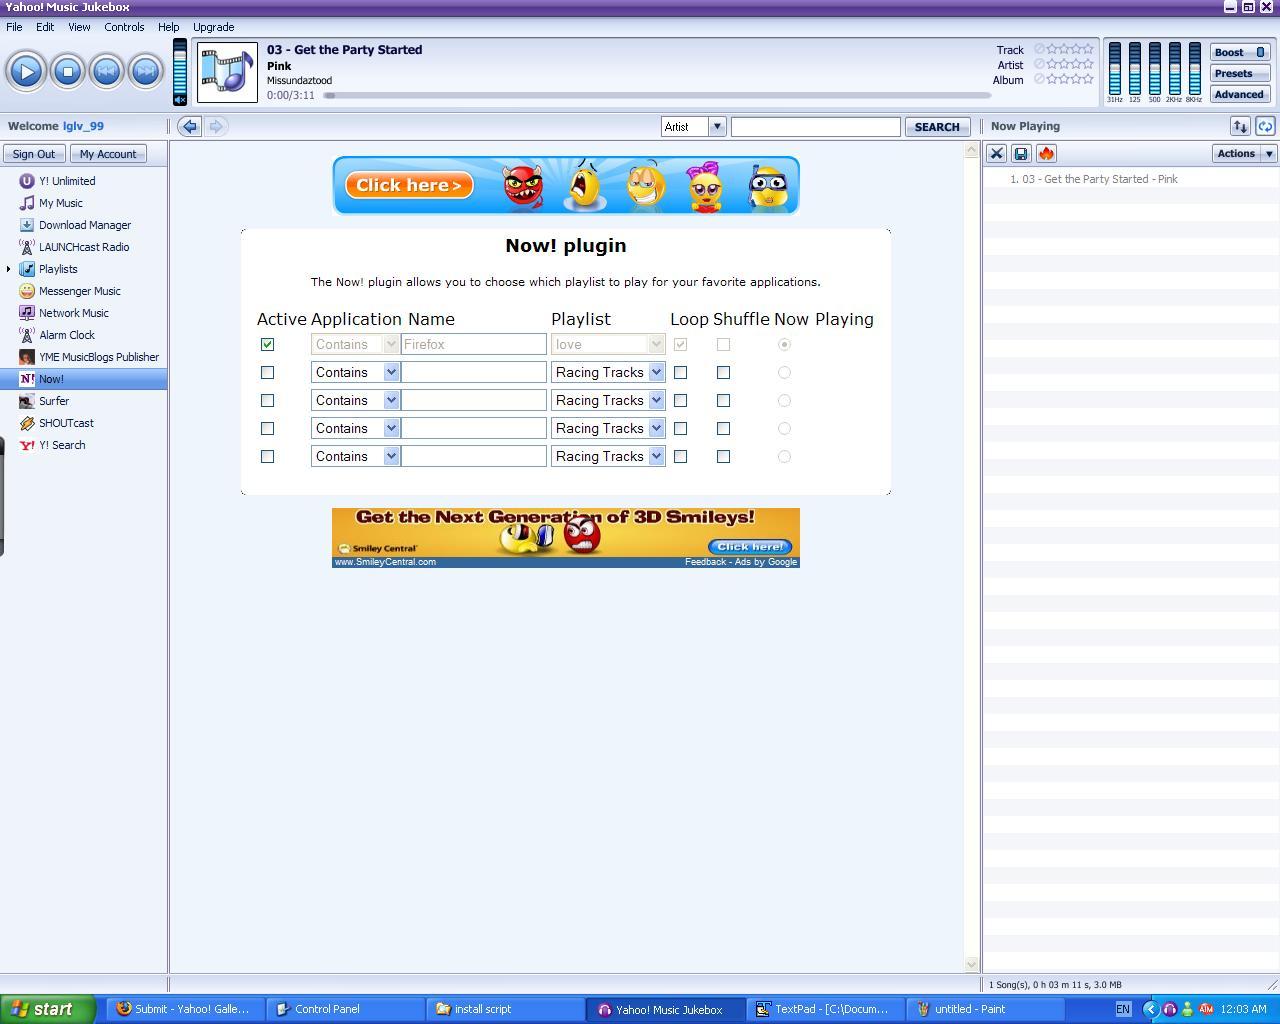 Yahoo! Music Jukebox
File Edit View Controls Help Upgrade
03 - Get the Party Started
Pink
Missundaztood
0:00/3:11
Track
Artist
Album
31Hz 125 500 2KHz 8KHz
Boost
Presets
Advanced
Welcome lglv_99
Artist
SEARCH
Now Playing
Sign Out My Account
Actions
Y! Unlimited
My Music
Download Manager
LAUNCHcast Radio
Playlists
Messenger Music
Network Music
Alarm Clock
YME MusicBlogs Publisher
N! Now!
Surfer
SHOUTcast
Y! Y! Search
Click here >
Now! plugin
The Now! plugin allows you to choose which playlist to play for your favorite applications.
Active Application Name Playlist Loop Shuffle Now Playing
Contains Firefox love
Contains Racing Tracks
Contains Racing Tracks
Contains Racing Tracks
Contains Racing Tracks
Get the Next Generation of 3D Smileys!
Smiley Central
Click here!
www.SmileyCentral.com Feedback - Ads by Google
1. 03 - Get the Party Started - Pink
1 Song(s), 0 h 03 m 11 s, 3.0 MB
start
Submit - Yahoo! Galle...
Control Panel
install script
Yahoo! Music Jukebox
TextPad - [C:\Docum...
untitled - Paint
EN
12:03 AM